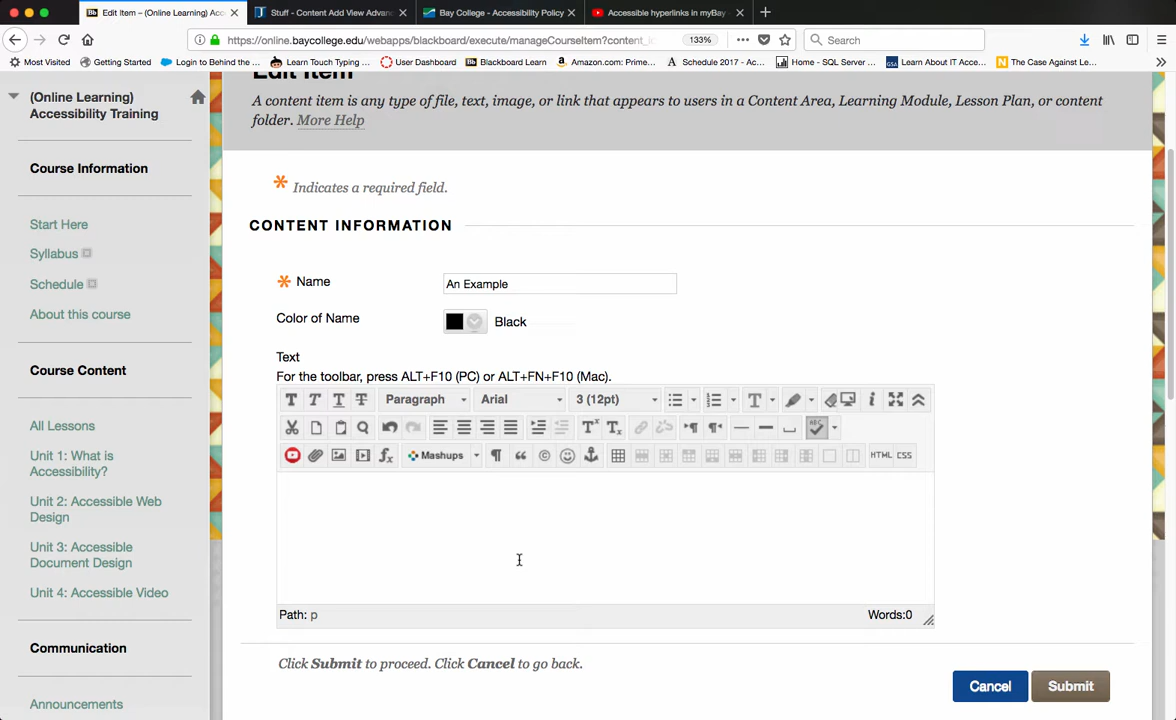 Edit Item – (Online Learning) Acc
Stuff - Content Add View Advan
Bay College - Accessibility Policy
Accessible hyperlinks in myBay
https://online.baycollege.edu/webapps/blackboard/execute/manageCourseItem?content_i
133%
Search
Most Visited
Getting Started
Login to Behind the ...
Learn Touch Typing ...
User Dashboard
Blackboard Learn
Amazon.com: Prime...
Schedule 2017 - Ac...
Home - SQL Server ...
Learn About IT Acce...
The Case Against Le...
(Online Learning)
Accessibility Training
Course Information
Start Here
Syllabus
Schedule
About this course
Course Content
All Lessons
Unit 1: What is
Accessibility?
Unit 2: Accessible Web
Design
Unit 3: Accessible
Document Design
Unit 4: Accessible Video
Communication
Announcements
Edit Item
A content item is any type of file, text, image, or link that appears to users in a Content Area, Learning Module, Lesson Plan, or content
folder. More Help
Indicates a required field.
CONTENT INFORMATION
Name
An Example
Color of Name
Black
Text
For the toolbar, press ALT+F10 (PC) or ALT+FN+F10 (Mac).
T T T T Paragraph Arial 3 (12pt) T
Tx Tx ABC
Mashups HTML CSS
Path: p
Words:0
Click Submit to proceed. Click Cancel to go back.
Cancel
Submit